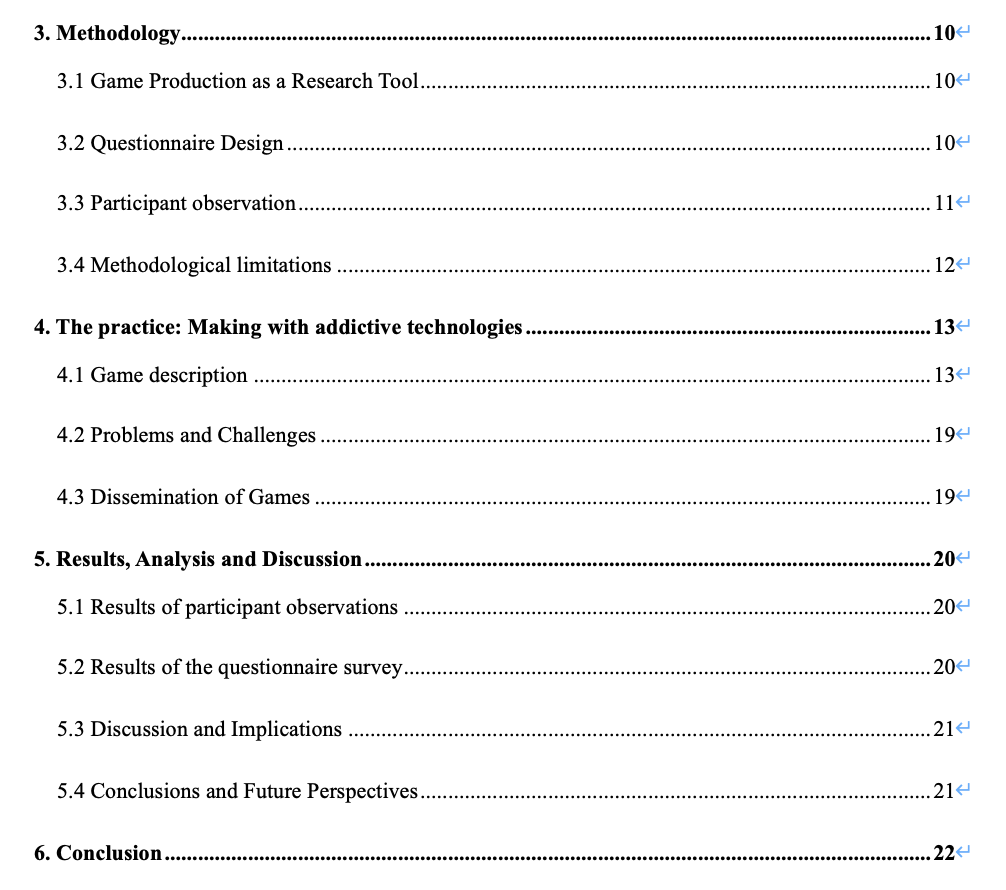 3. Methodology........10↵
3.1 Game Production as a Research Tool........10↵
3.2 Questionnaire Design........10↵
3.3 Participant observation........11↵
3.4 Methodological limitations........12↵
4. The practice: Making with addictive technologies........13↵
4.1 Game description........13↵
4.2 Problems and Challenges........19↵
4.3 Dissemination of Games........19↵
5. Results, Analysis and Discussion........20↵
5.1 Results of participant observations........20↵
5.2 Results of the questionnaire survey........20↵
5.3 Discussion and Implications........21↵
5.4 Conclusions and Future Perspectives........21↵
6. Conclusion........22↵